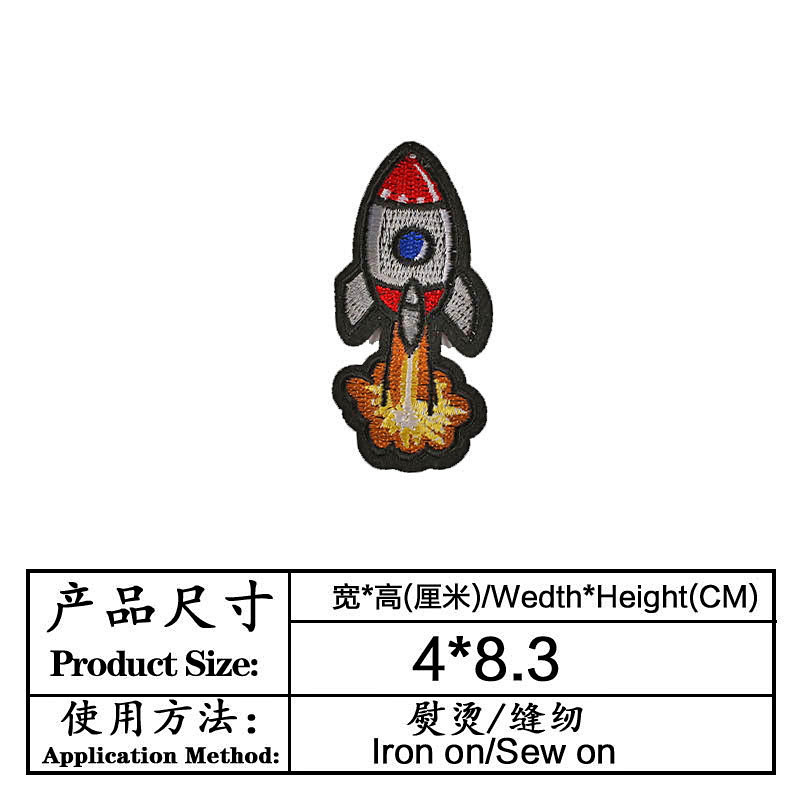 产品尺寸
Product Size:
宽*高(厘米)/Wedth*Height(CM)
4*8.3
使用方法：
Application Method:
熨烫/缝纫
Iron on/Sew on